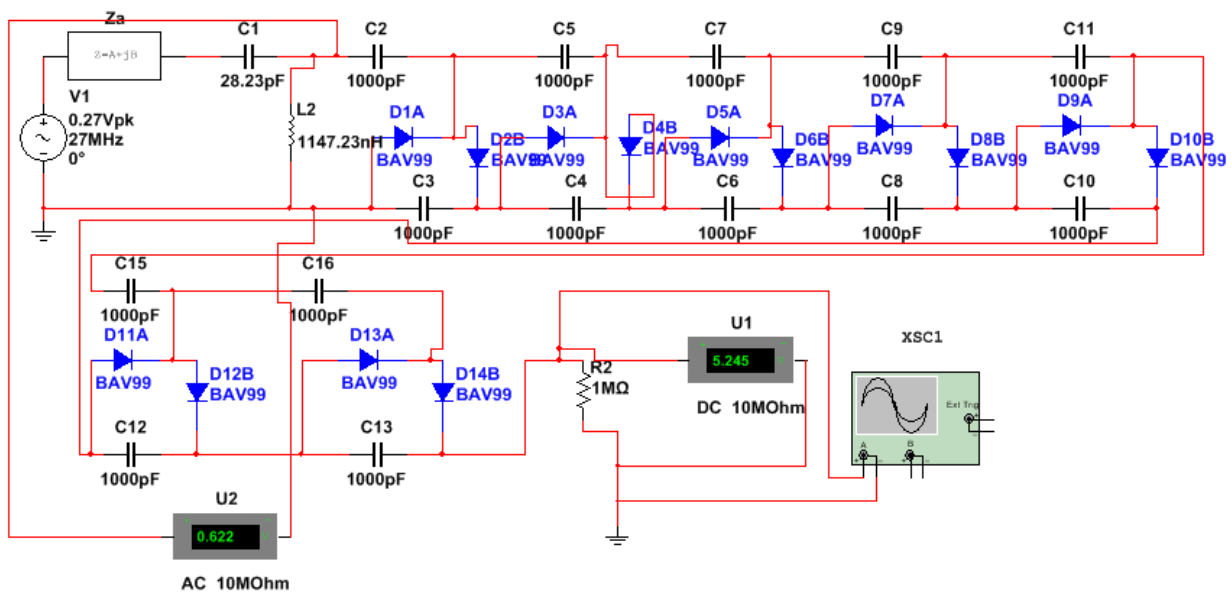 Za
Z=A+jB
V1
0.27Vpk
27MHz
0°
C1
28.23pF
L2
1147.23nH
C2
1000pF
C5
1000pF
C7
1000pF
C9
1000pF
C11
1000pF
D1A
BAV99
D2B
BAV99
D3A
BAV99
D4B
BAV99
D5A
BAV99
D6B
BAV99
D7A
BAV99
D8B
BAV99
D9A
BAV99
D10B
BAV99
C3
1000pF
C4
1000pF
C6
1000pF
C8
1000pF
C10
1000pF
C15
1000pF
C16
1000pF
D11A
BAV99
D12B
BAV99
D13A
BAV99
D14B
BAV99
C12
1000pF
C13
1000pF
R2
1MΩ
U1
5.245
DC 10MOhm
XSC1
Ext Trig
A
B
U2
0.622
AC 10MOhm